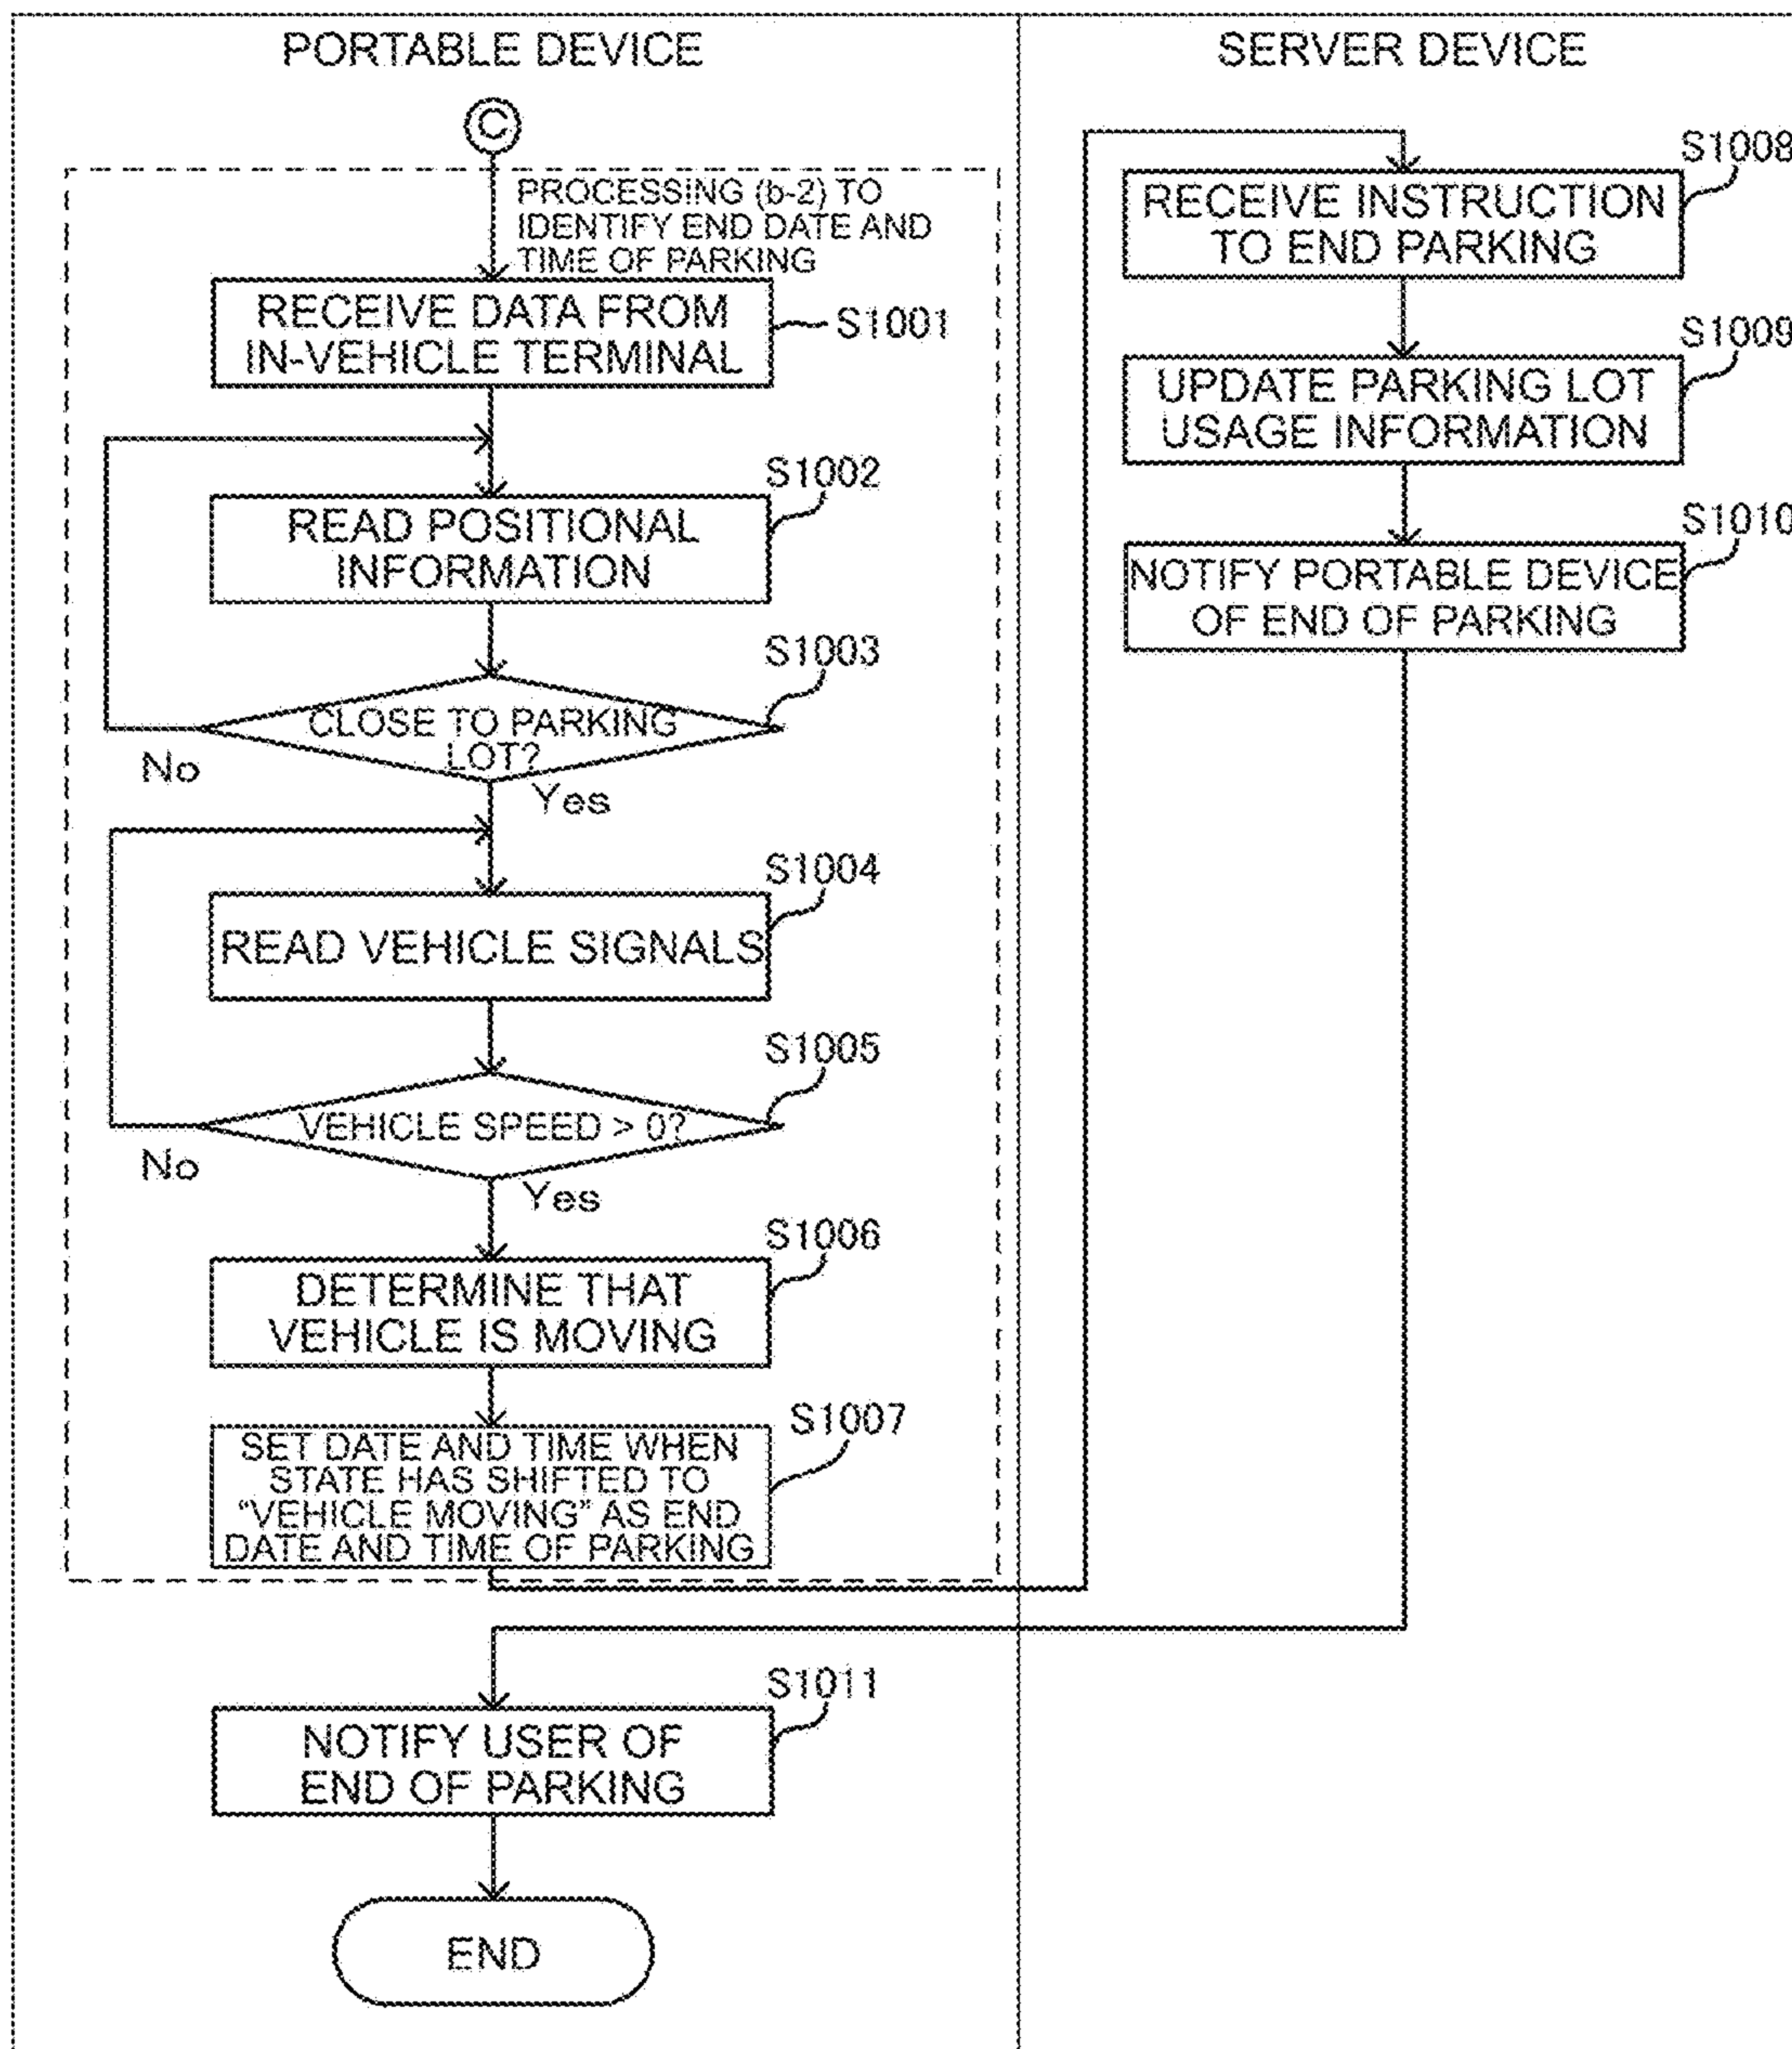 PORTABLE DEVICE
C
PROCESSING (b-2) TO
IDENTIFY END DATE AND
TIME OF PARKING
RECEIVE DATA FROM
IN-VEHICLE TERMINAL
S1001
S1002
READ POSITIONAL
INFORMATION
S1003
CLOSE TO PARKING
LOT?
No
Yes
S1004
READ VEHICLE SIGNALS
S1005
VEHICLE SPEED > 0?
No
Yes
S1006
DETERMINE THAT
VEHICLE IS MOVING
S1007
SET DATE AND TIME WHEN
STATE HAS SHIFTED TO
“VEHICLE MOVING” AS END
DATE AND TIME OF PARKING
SERVER DEVICE
S1008
RECEIVE INSTRUCTION
TO END PARKING
S1009
UPDATE PARKING LOT
USAGE INFORMATION
S1010
NOTIFY PORTABLE DEVICE
OF END OF PARKING
S1011
NOTIFY USER OF
END OF PARKING
END